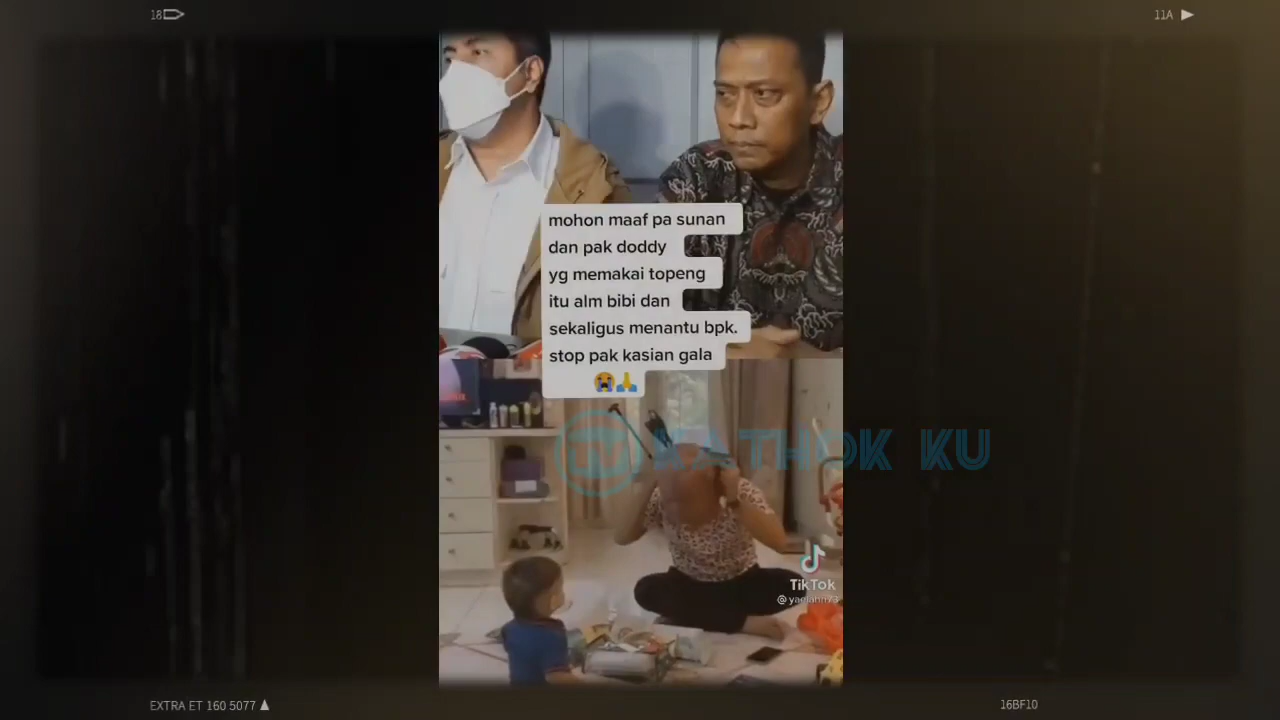 18
11A
mohon maaf pa sunan
dan pak doddy
yg memakai topeng
itu alm bibi dan
sekaligus menantu bpk.
stop pak kasian gala
😭🙏
KATHOK KU
TikTok
EXTRA ET 160 5077
16BF10